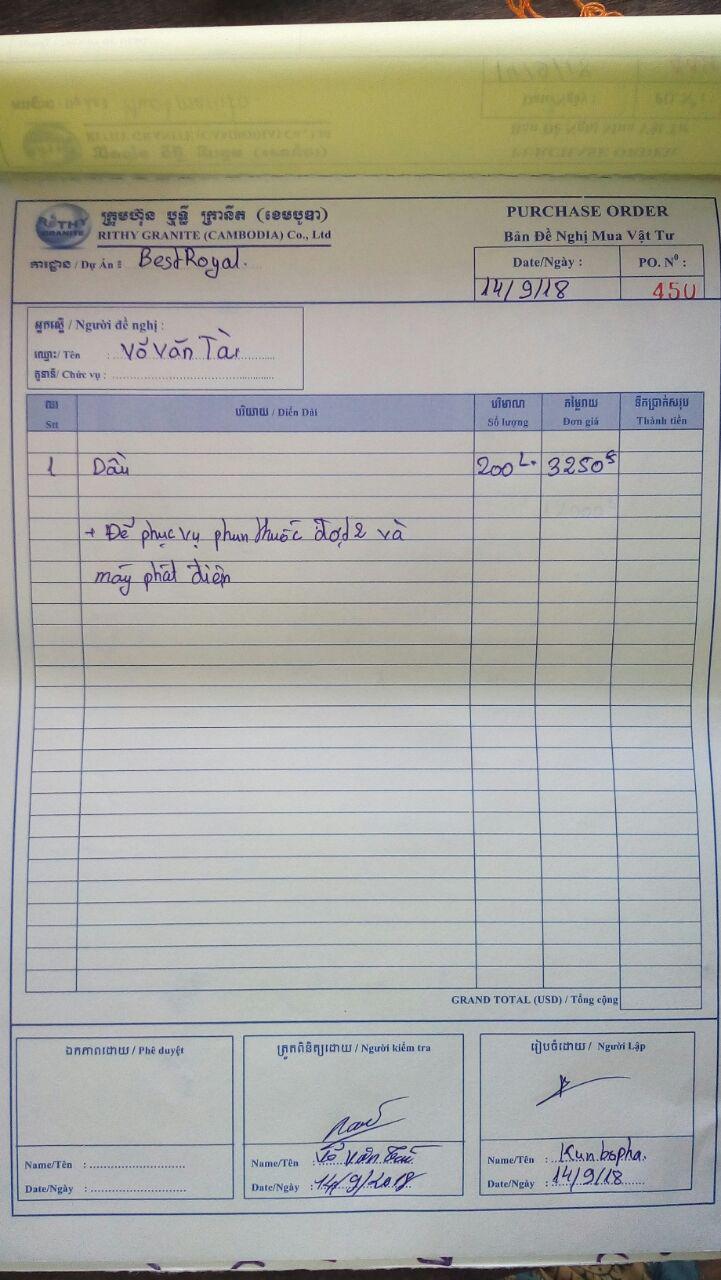 RITHY GRANITE
ក្រុមហ៊ុន ឬទ្ធី ក្រានីត (ខេមបូឌា)
RITHY GRANITE (CAMBODIA) Co., Ltd
ការដ្ឋាន / Dự Án : Best Royal.
PURCHASE ORDER
Bản Đề Nghị Mua Vật Tư
Date/Ngày : PO. Nº :
14/9/18 450
អ្នកស្នើ / Người đề nghị :
ឈ្មោះ/ Tên : Võ Văn Tài
តួនាទី/ Chức vụ :
ល.រ បរិយាយ / Diễn Dải បរិមាណ តម្លៃរាយ ទឹកប្រាក់សរុប
Stt Số lượng Đơn giá Thành tiền
1 Dầu 200 L. 3250
+ Để phục vụ phun thuốc đợt 2 và
máy phát điện
GRAND TOTAL (USD) / Tổng cộng
ឯកភាពដោយ / Phê duyệt ត្រួតពិនិត្យដោយ / Người kiểm tra រៀបចំដោយ / Người Lập
Name/Tên : Name/Tên : Name/Tên : Kun bopha.
Date/Ngày : Date/Ngày : 14/9/2018 Date/Ngày : 14/9/18